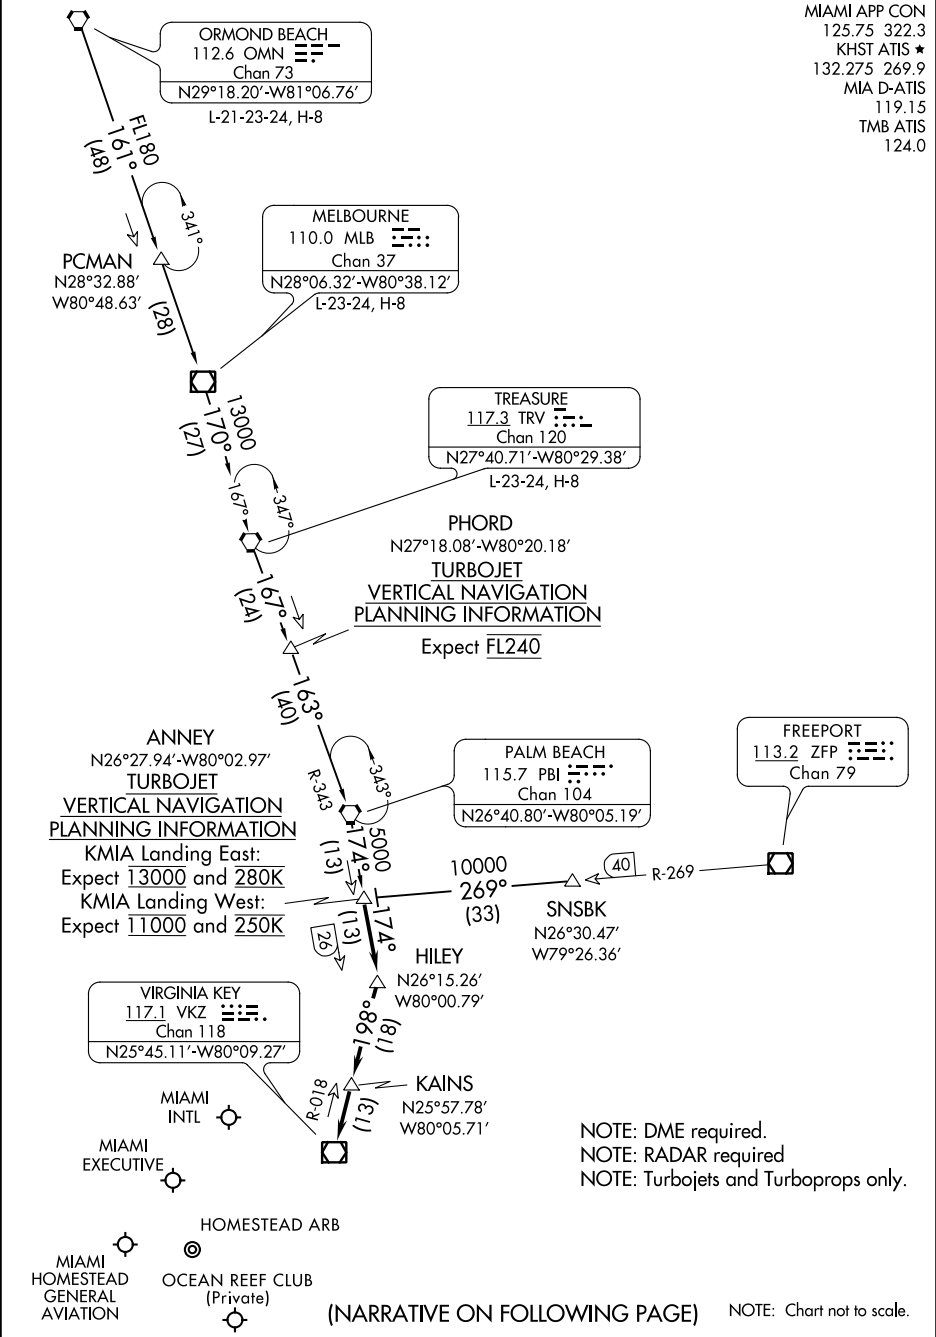 MIAMI APP CON
125.75 322.3
KHST ATIS ★
132.275 269.9
MIA D-ATIS
119.15
TMB ATIS
124.0
ORMOND BEACH
112.6 OMN
Chan 73
N29°18.20'-W81°06.76'
L-21-23-24, H-8
FL180
161°
(48)
341°
PCMAN
N28°32.88'
W80°48.63'
(28)
MELBOURNE
110.0 MLB
Chan 37
N28°06.32'-W80°38.12'
L-23-24, H-8
13000
170°
(27)
167°
347°
TREASURE
117.3 TRV
Chan 120
N27°40.71'-W80°29.38'
L-23-24, H-8
167°
(24)
PHORD
N27°18.08'-W80°20.18'
TURBOJET
VERTICAL NAVIGATION
PLANNING INFORMATION
Expect FL240
163°
(40)
R-343
343°
ANNEY
N26°27.94'-W80°02.97'
TURBOJET
VERTICAL NAVIGATION
PLANNING INFORMATION
KMIA Landing East:
Expect 13000 and 280K
KMIA Landing West:
Expect 11000 and 250K
PALM BEACH
115.7 PBI
Chan 104
N26°40.80'-W80°05.19'
FREEPORT
113.2 ZFP
Chan 79
5000
174°
(13)
10000
269°
(33)
40
R-269
SNSBK
N26°30.47'
W79°26.36'
174°
(13)
26
HILEY
N26°15.26'
W80°00.79'
198°
(18)
VIRGINIA KEY
117.1 VKZ
Chan 118
N25°45.11'-W80°09.27'
KAINS
N25°57.78'
W80°05.71'
R-018
(13)
MIAMI
INTL
MIAMI
EXECUTIVE
HOMESTEAD ARB
MIAMI
HOMESTEAD
GENERAL
AVIATION
OCEAN REEF CLUB
(Private)
NOTE: DME required.
NOTE: RADAR required
NOTE: Turbojets and Turboprops only.
(NARRATIVE ON FOLLOWING PAGE)
NOTE: Chart not to scale.